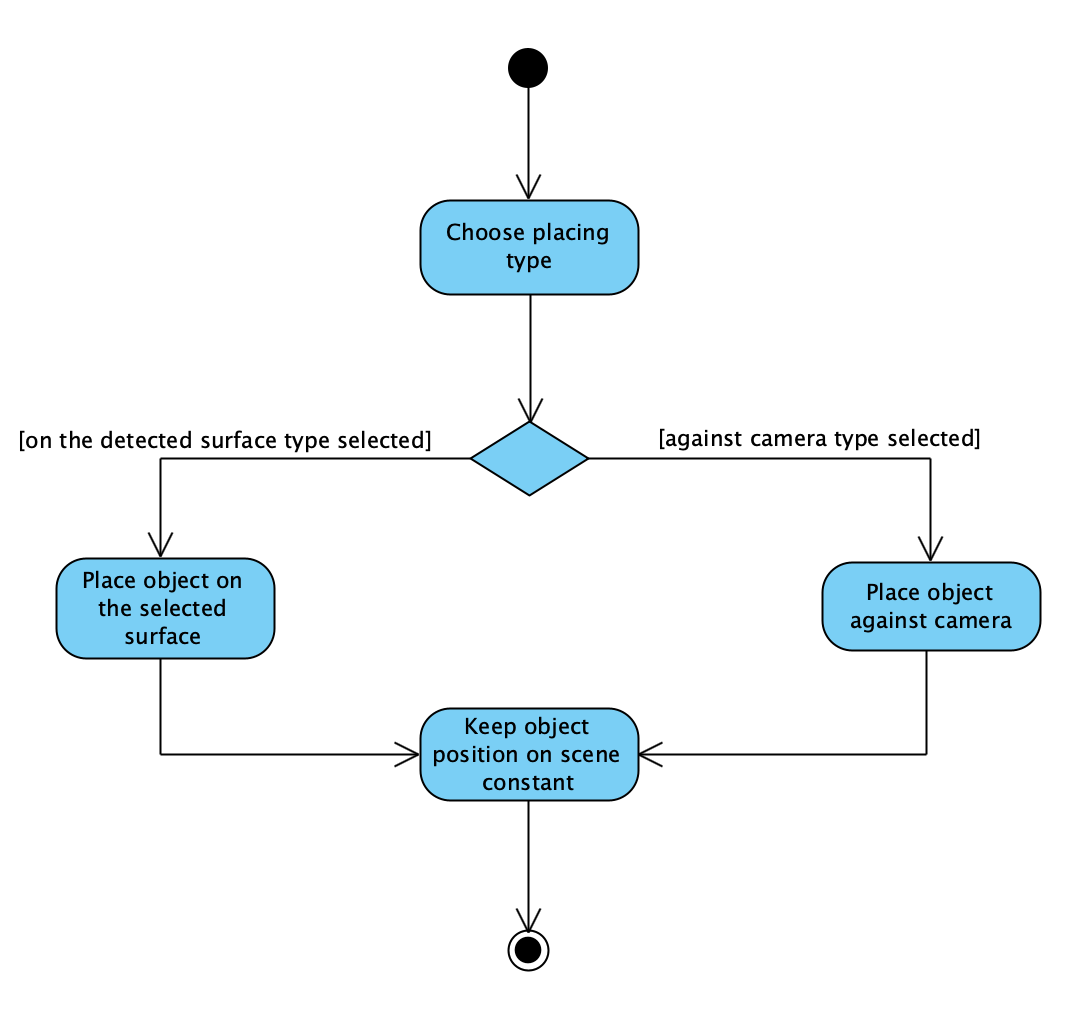 Choose placing
type
[on the detected surface type selected]
[against camera type selected]
Place object on
the selected
surface
Place object
against camera
Keep object
position on scene
constant